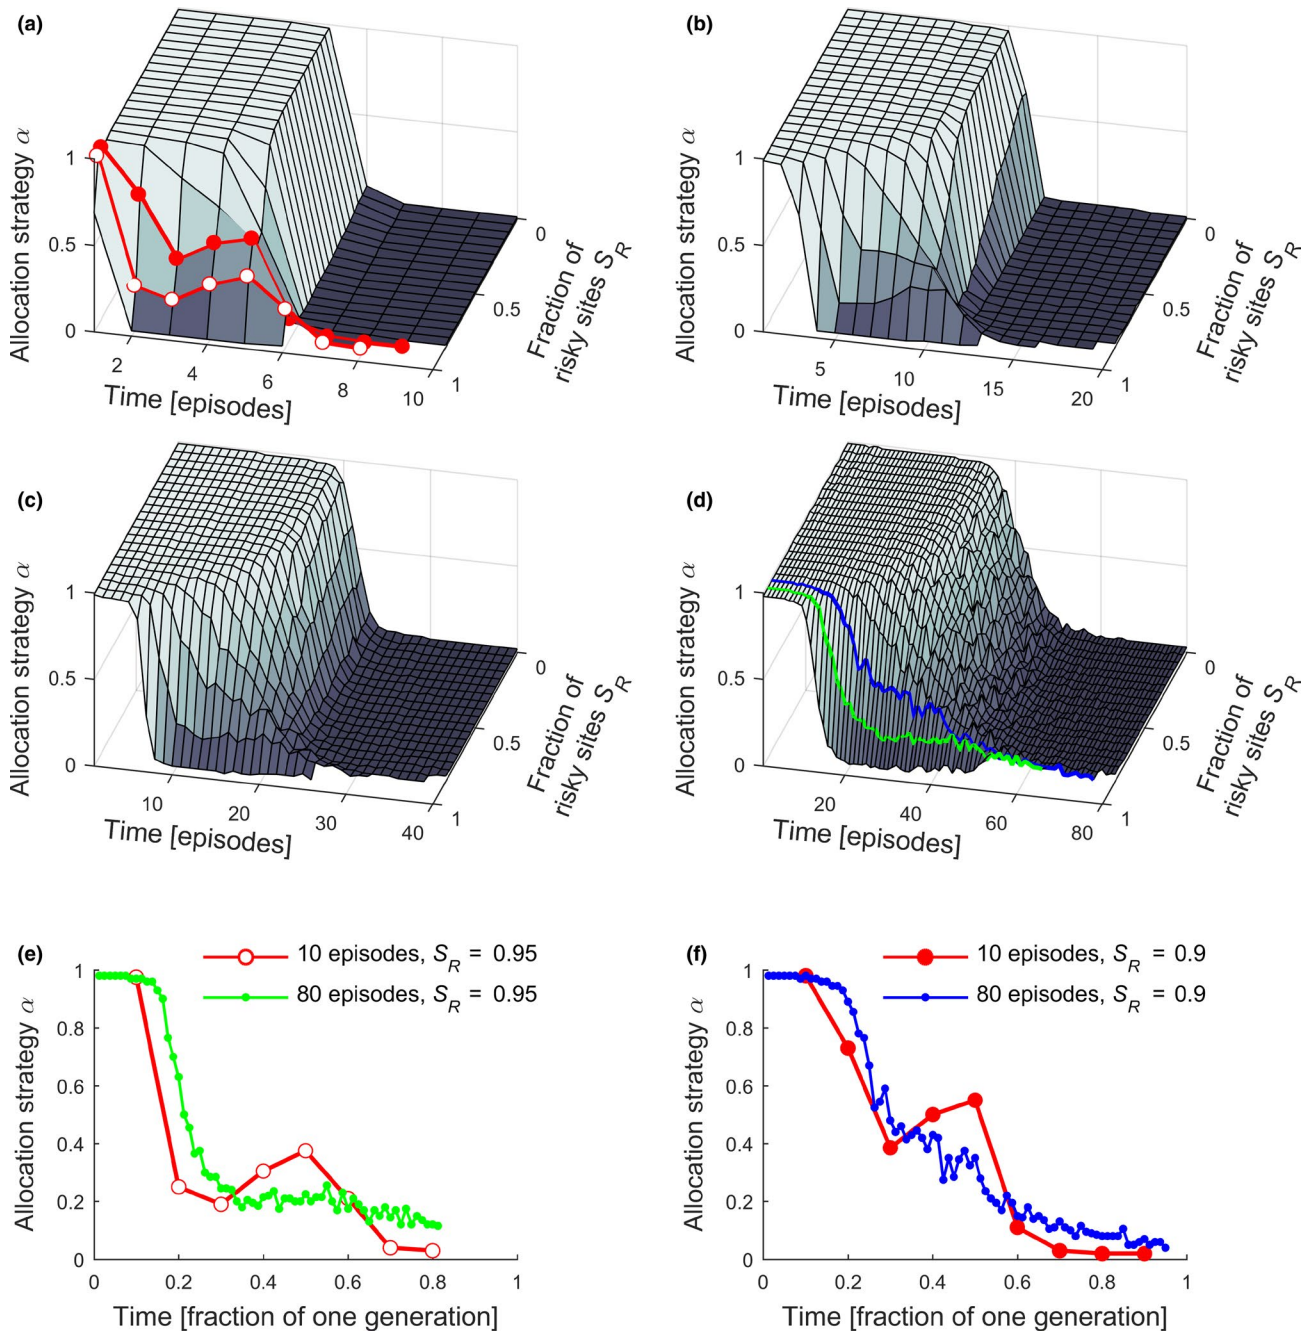 (a)
Allocation strategy α
1
0.5
0
2
4
6
8
10
Time [episodes]
0
0.5
1
Fraction of
risky sites S_R
(b)
Allocation strategy α
1
0.5
0
5
10
15
20
Time [episodes]
0
0.5
1
Fraction of
risky sites S_R
(c)
Allocation strategy α
1
0.5
0
10
20
30
40
Time [episodes]
0
0.5
1
Fraction of
risky sites S_R
(d)
Allocation strategy α
1
0.5
0
20
40
60
80
Time [episodes]
0
0.5
1
Fraction of
risky sites S_R
(e)
10 episodes, S_R = 0.95
80 episodes, S_R = 0.95
Allocation strategy α
1
0.8
0.6
0.4
0.2
0
0 0.2 0.4 0.6 0.8 1
Time [fraction of one generation]
(f)
10 episodes, S_R = 0.9
80 episodes, S_R = 0.9
Allocation strategy α
1
0.8
0.6
0.4
0.2
0
0 0.2 0.4 0.6 0.8 1
Time [fraction of one generation]